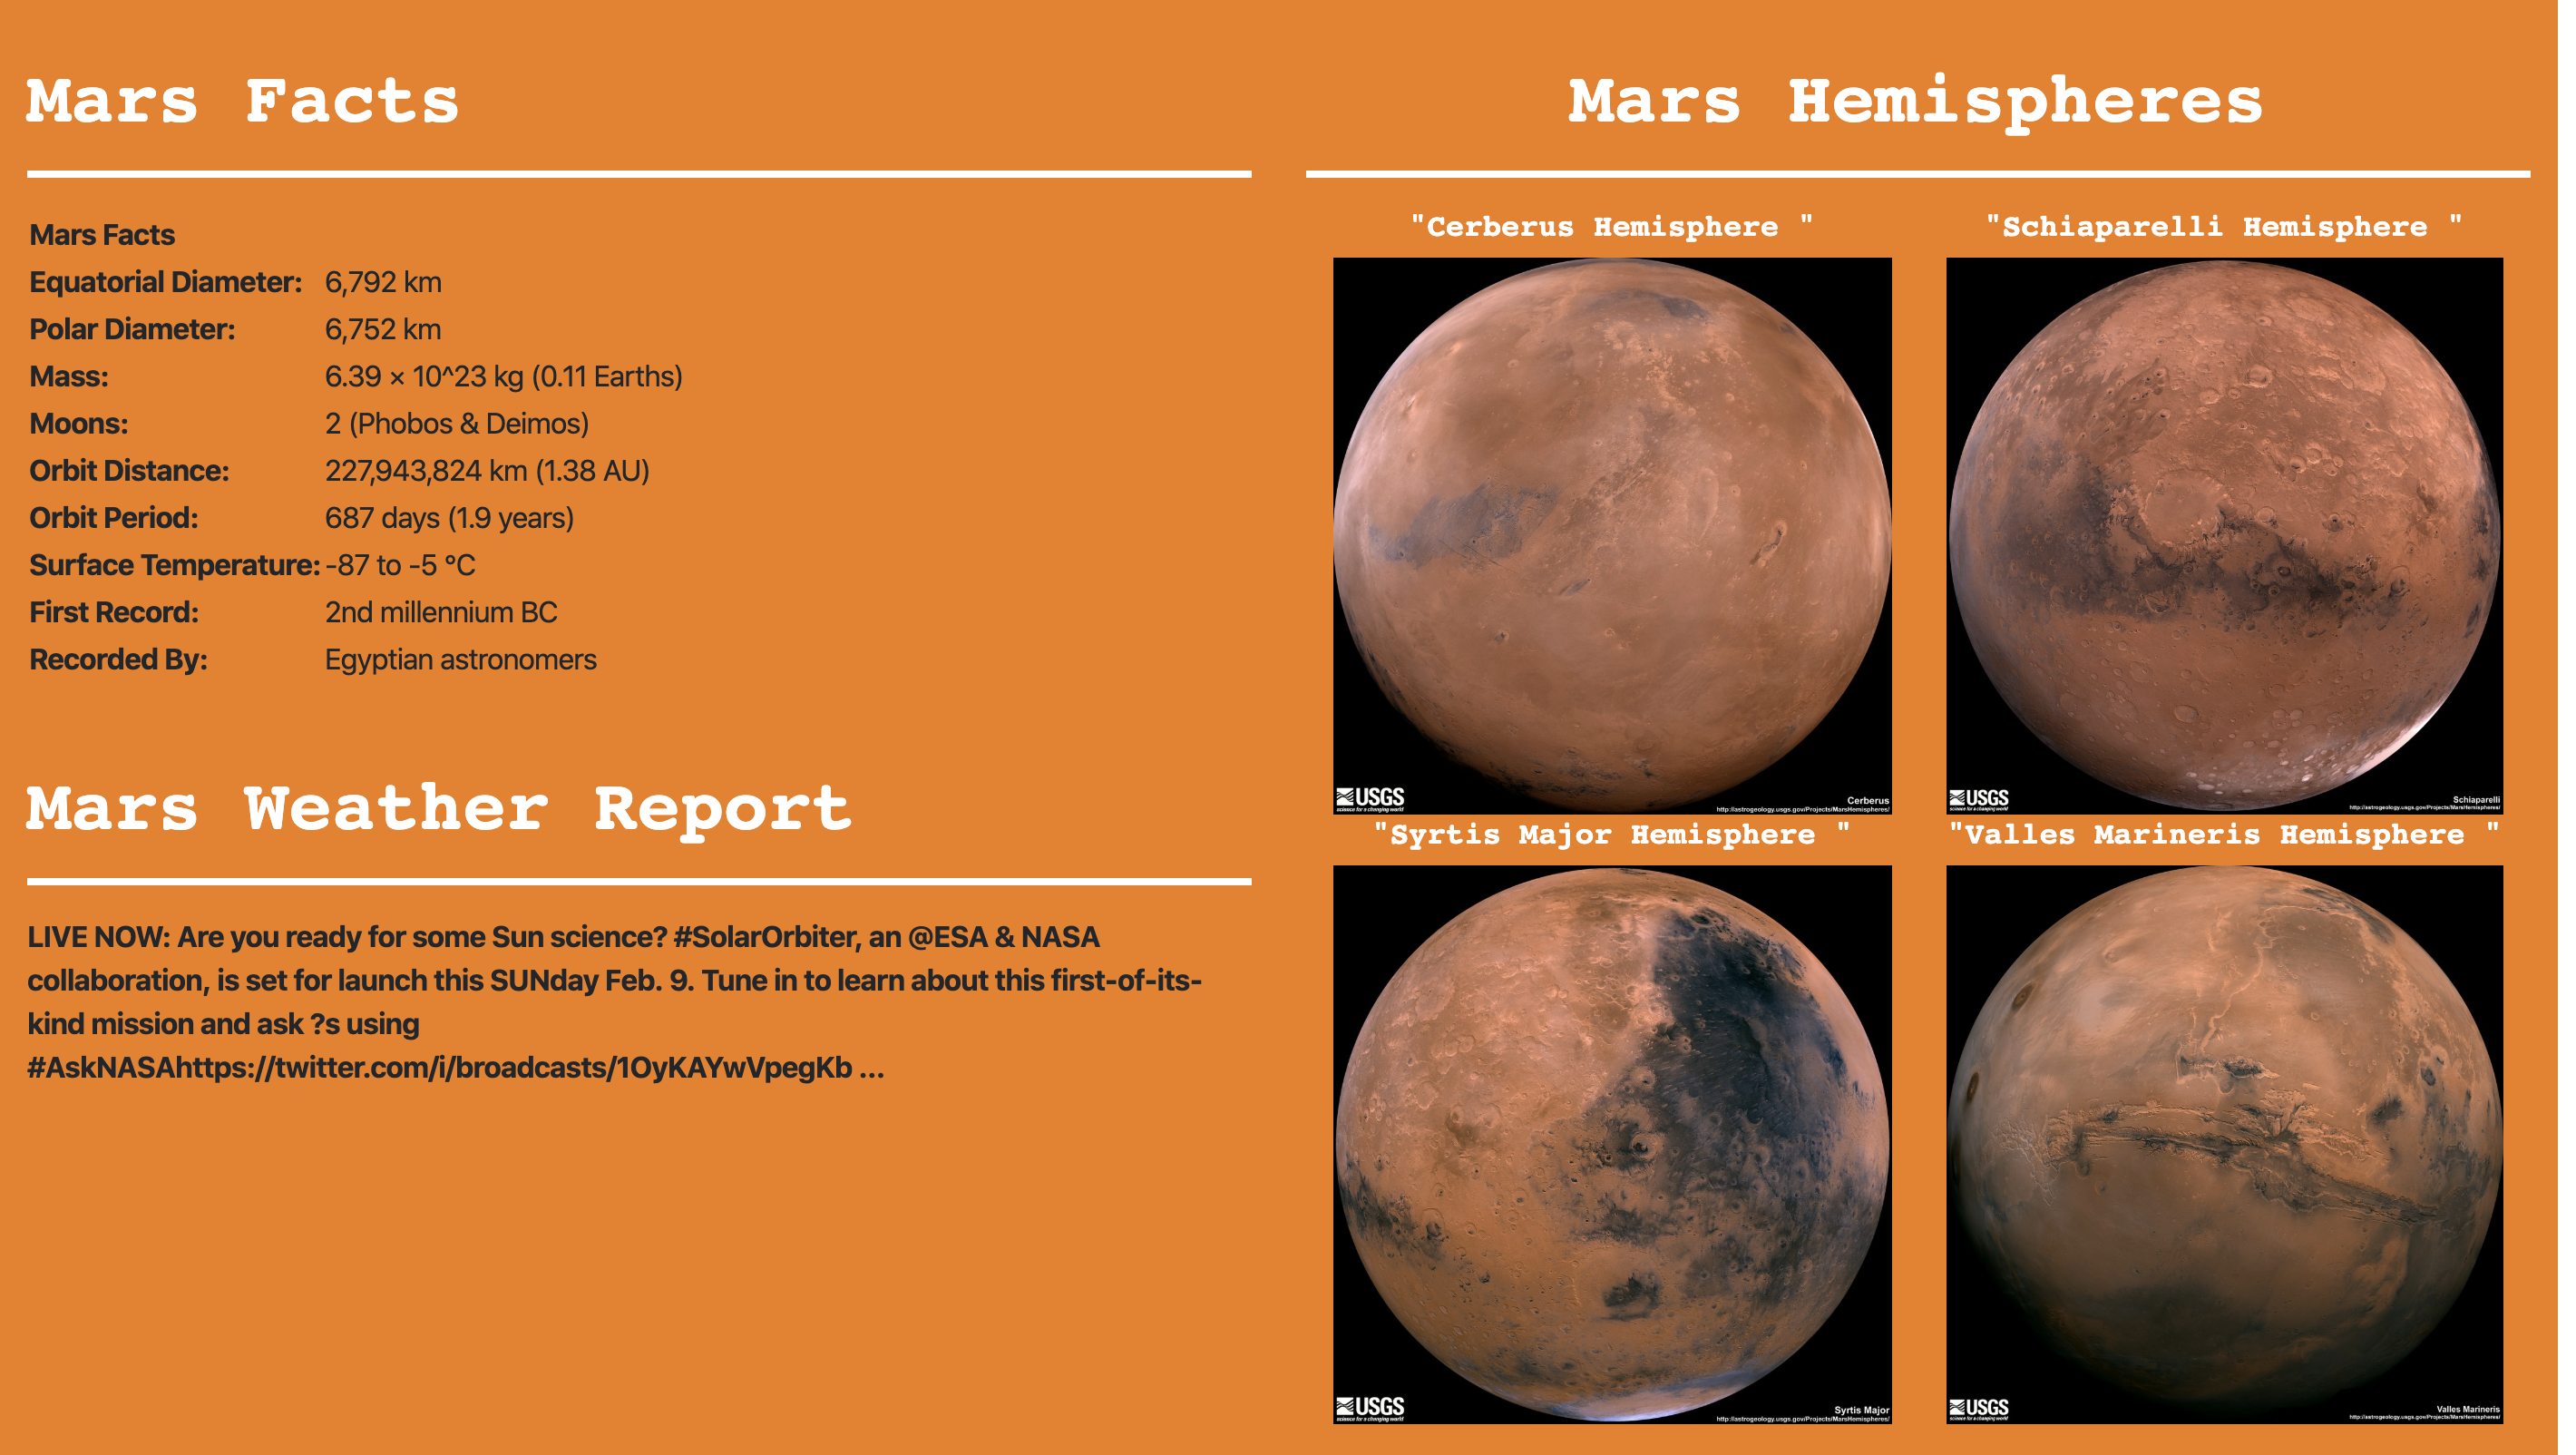 Mars Facts
Mars Facts
Equatorial Diameter: 6,792 km
Polar Diameter: 6,752 km
Mass: 6.39 × 10^23 kg (0.11 Earths)
Moons: 2 (Phobos & Deimos)
Orbit Distance: 227,943,824 km (1.38 AU)
Orbit Period: 687 days (1.9 years)
Surface Temperature: -87 to -5 °C
First Record: 2nd millennium BC
Recorded By: Egyptian astronomers
Mars Weather Report
LIVE NOW: Are you ready for some Sun science? #SolarOrbiter, an @ESA & NASA
collaboration, is set for launch this SUNday Feb. 9. Tune in to learn about this first-of-its-
kind mission and ask ?s using
#AskNASAhttps://twitter.com/i/broadcasts/1OyKAYwVpegKb ...
Mars Hemispheres
"Cerberus Hemisphere "
USGS
science for a changing world
Cerberus
http://astrogeology.usgs.gov/Projects/MarsHemispheres/
"Schiaparelli Hemisphere "
USGS
science for a changing world
Schiaparelli
http://astrogeology.usgs.gov/Projects/MarsHemispheres/
"Syrtis Major Hemisphere "
USGS
science for a changing world
Syrtis Major
http://astrogeology.usgs.gov/Projects/MarsHemispheres/
"Valles Marineris Hemisphere "
USGS
science for a changing world
Valles Marineris
http://astrogeology.usgs.gov/Projects/MarsHemispheres/